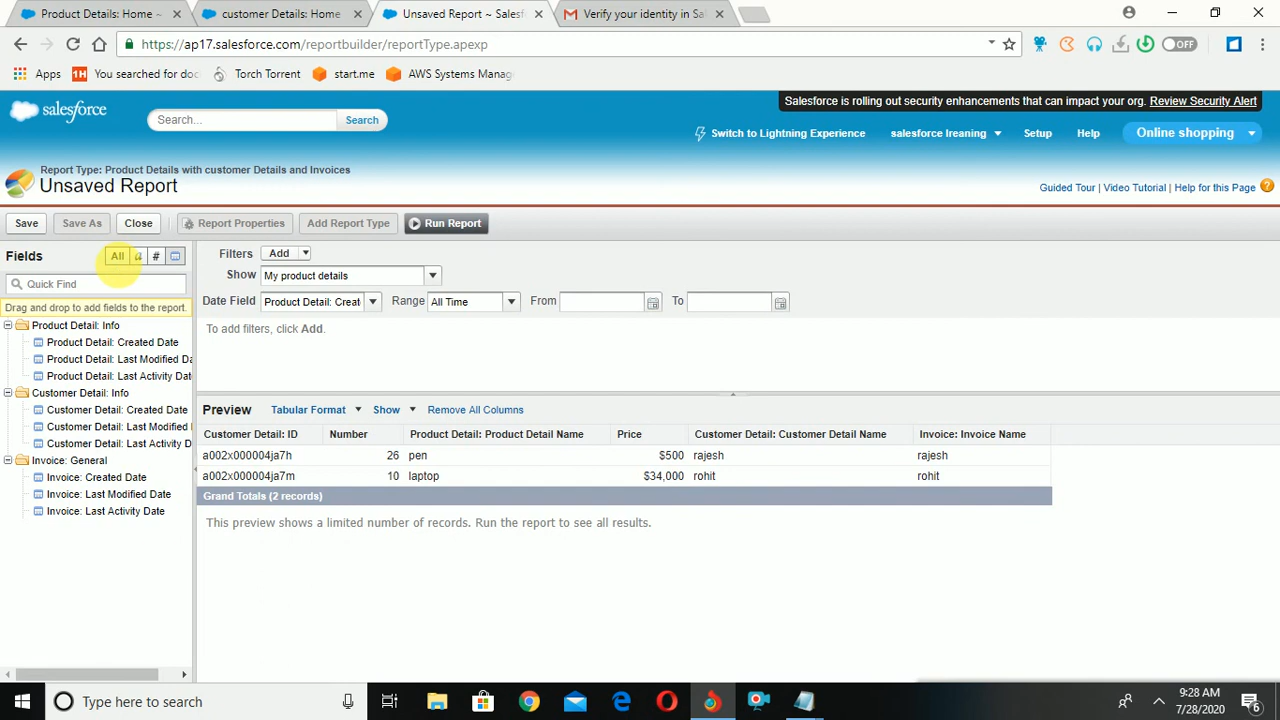 Product Details: Home ~
customer Details: Home
Unsaved Report ~ Salesf
Verify your identity in Sal
https://ap17.salesforce.com/reportbuilder/reportType.apexp
OFF
Apps
You searched for doc
Torch Torrent
start.me
AWS Systems Manag
Salesforce is rolling out security enhancements that can impact your org. Review Security Alert
salesforce
Search...
Search
Switch to Lightning Experience
salesforce lreaning
Setup
Help
Online shopping
Report Type: Product Details with customer Details and Invoices
Unsaved Report
Guided Tour | Video Tutorial | Help for this Page
Save
Save As
Close
Report Properties
Add Report Type
Run Report
Fields
All
a
#
Quick Find
Drag and drop to add fields to the report.
Product Detail: Info
Product Detail: Created Date
Product Detail: Last Modified Da
Product Detail: Last Activity Dat
Customer Detail: Info
Customer Detail: Created Date
Customer Detail: Last Modified
Customer Detail: Last Activity D
Invoice: General
Invoice: Created Date
Invoice: Last Modified Date
Invoice: Last Activity Date
Filters Add
Show My product details
Date Field Product Detail: Creat Range All Time From To
To add filters, click Add.
Preview Tabular Format Show Remove All Columns
Customer Detail: ID Number Product Detail: Product Detail Name Price Customer Detail: Customer Detail Name Invoice: Invoice Name
a002x000004ja7h 26 pen $500 rajesh rajesh
a002x000004ja7m 10 laptop $34,000 rohit rohit
Grand Totals (2 records)
This preview shows a limited number of records. Run the report to see all results.
Type here to search
9:28 AM
7/28/2020
6